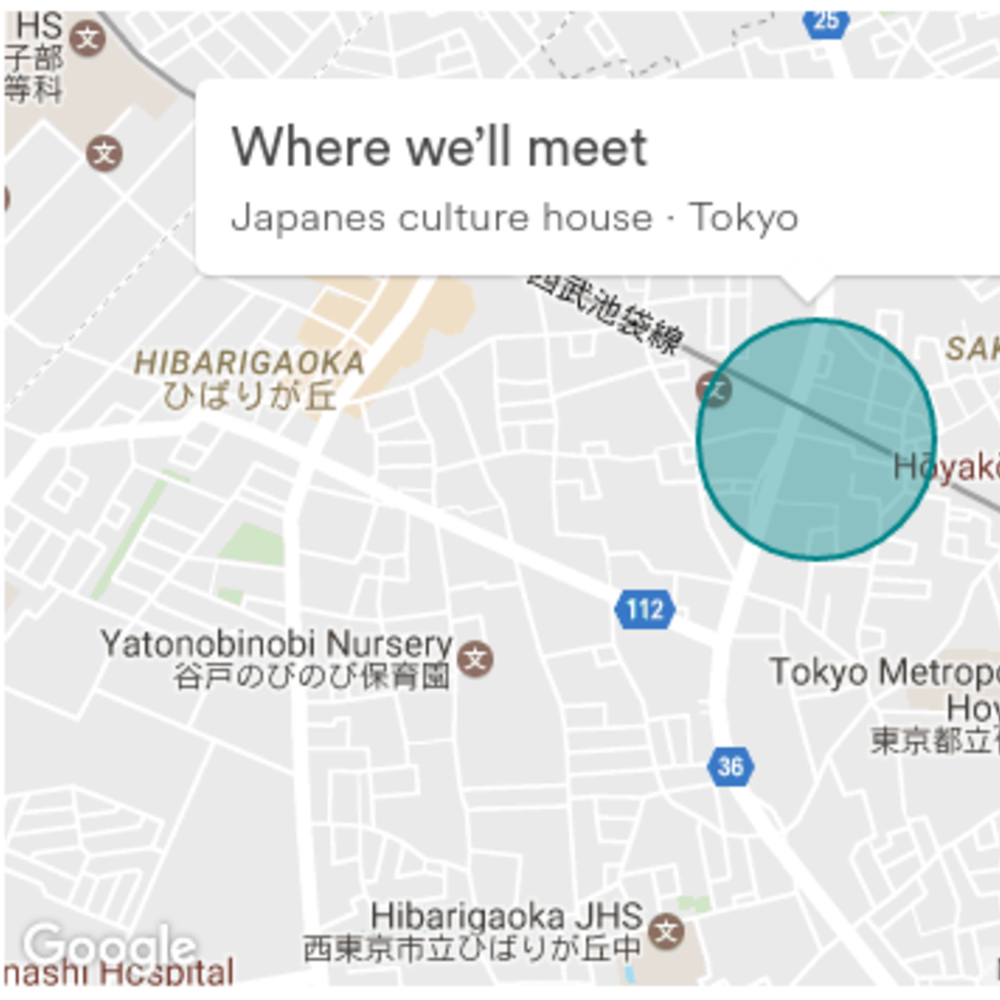 HS
子部
等科
25
Where we’ll meet
Japanes culture house · Tokyo
西武池袋線
HIBARIGAOKA
ひばりが丘
SAK
Hōyakō
112
Yatonobinobi Nursery
谷戸のびのび保育園
Tokyo Metropo
Hoy
東京都立保
36
Hibarigaoka JHS
西東京市立ひばりが丘中
Google
nashi Hospital